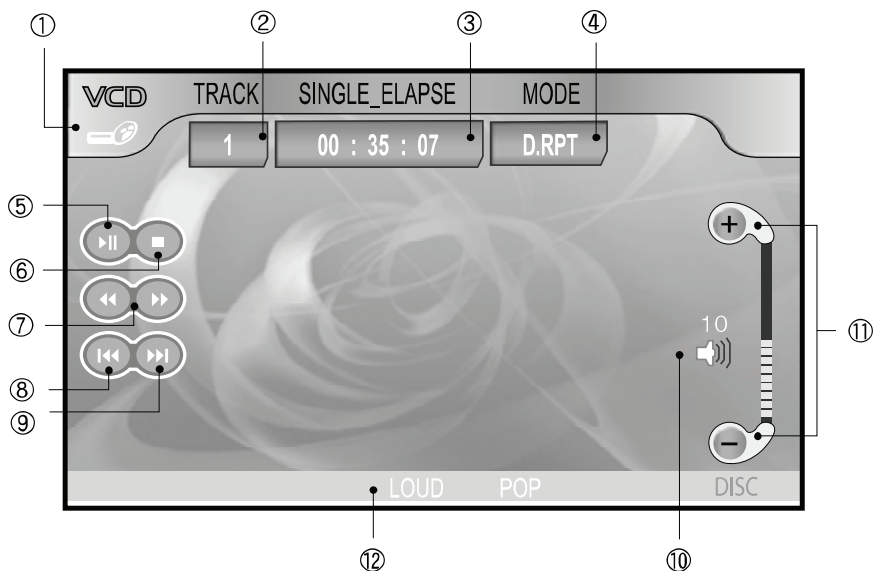 ① ② ③ ④
VCD TRACK SINGLE_ELAPSE MODE
1 00 : 35 : 07 D.RPT
⑤
⑥
⑦
⑧
⑨
+
10
−
⑪
LOUD POP DISC
⑫ ⑩